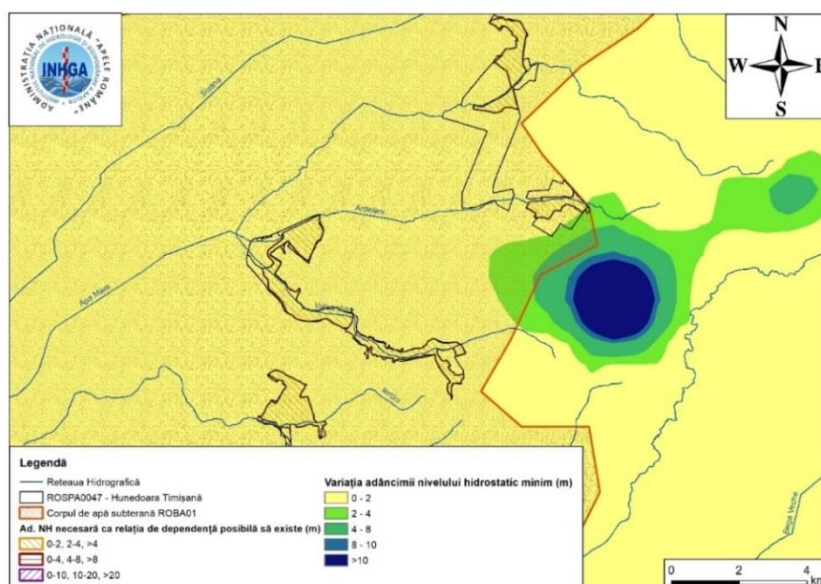 ADMINISTRAȚIA NAȚIONALĂ "APELE ROMÂNE"
INHGA
N
W
E
S
Ardeleni
Apa Mare
Bega Veche
Legendă
Reteaua Hidrografică
ROSPA0047 - Hunedoara Timișană
Corpul de apă subterană ROBA01
Ad. NH necesară ca relația de dependență posibilă să existe (m)
0-2, 2-4, >4
0-4, 4-8, >8
0-10, 10-20, >20
Variația adâncimii nivelului hidrostatic minim (m)
0 - 2
2 - 4
4 - 8
8 - 10
>10
0 2 4
km